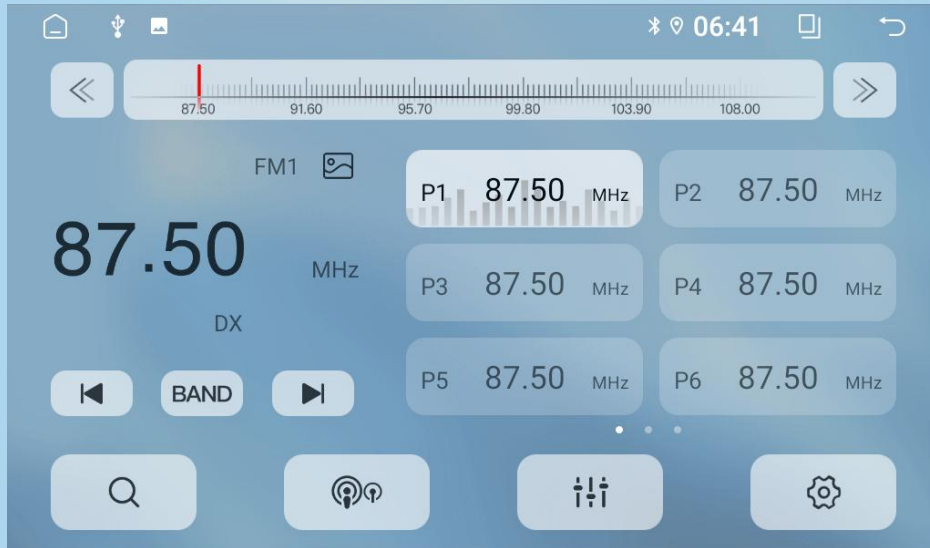 06:41
87.50 91.60 95.70 99.80 103.90 108.00
FM1
87.50 MHz
DX
BAND
P1 87.50 MHz
P2 87.50 MHz
P3 87.50 MHz
P4 87.50 MHz
P5 87.50 MHz
P6 87.50 MHz